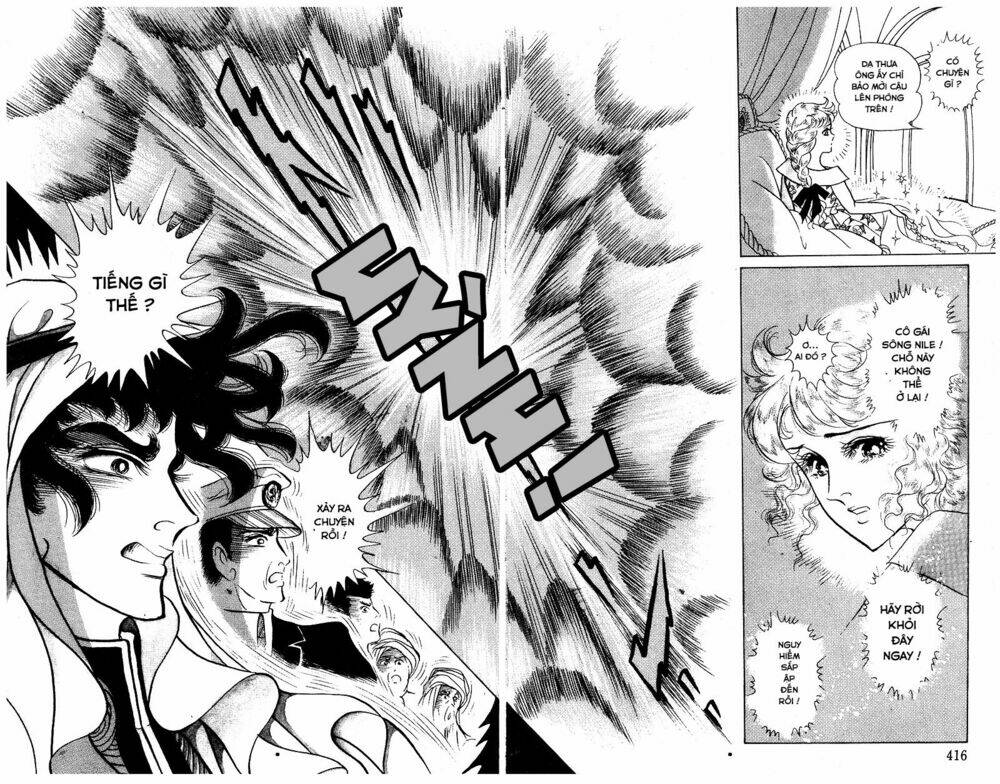 CÓ
CHUYỆN
GÌ ?
DẠ THƯA
ÔNG ẤY CHỈ
BẢO MỜI CẬU
LÊN PHÒNG
TRÊN !
CÔ GÁI
SÔNG NILE !
CHỖ NÀY
KHÔNG
THỂ
Ở LẠI !
Ơ...
AI ĐÓ ?
HÃY RỜI
KHỎI
ĐÂY
NGAY !
NGUY
HIỂM SẮP
ẬP
ĐẾN
RỒI !
416
UỲNH !
TIẾNG GÌ
THẾ ?
XẢY RA
CHUYỆN
RỒI !